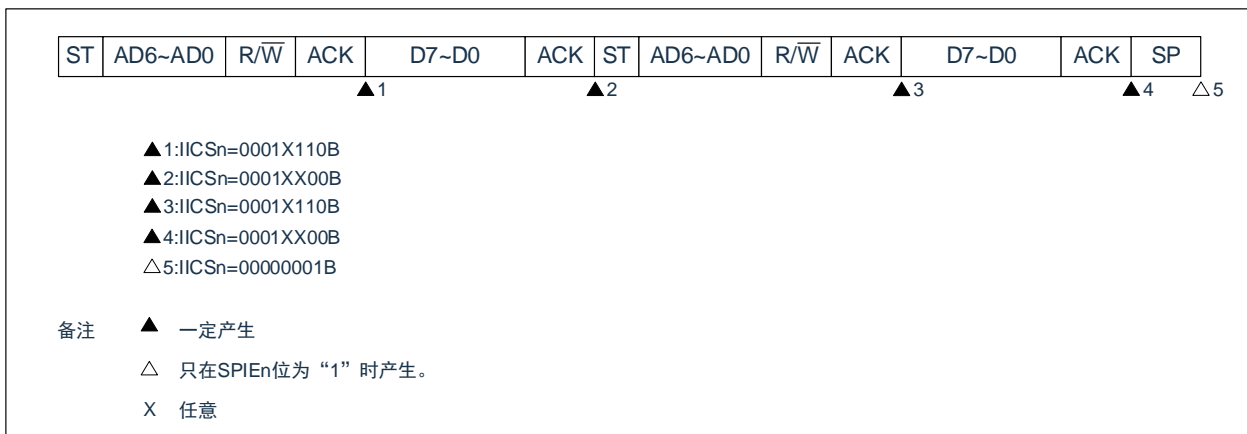 ST AD6~AD0 R/W̅ ACK D7~D0 ACK ST AD6~AD0 R/W̅ ACK D7~D0 ACK SP
▲1 ▲2 ▲3 ▲4 △5
▲1:IICSn=0001X110B
▲2:IICSn=0001XX00B
▲3:IICSn=0001X110B
▲4:IICSn=0001XX00B
△5:IICSn=00000001B
备注 ▲ 一定产生
△ 只在SPIEn位为“1”时产生。
X 任意